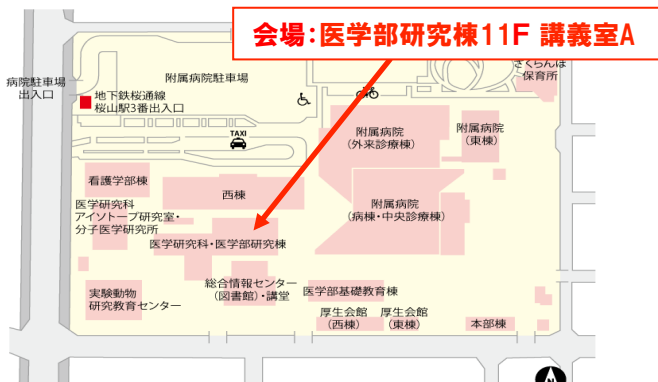 会場:医学部研究棟11F 講義室A
さくらんぼ
保育所
病院駐車場
出入口
附属病院駐車場
地下鉄桜通線
桜山駅3番出入口
TAXI
附属病院
(外来診療棟)
附属病院
(東棟)
看護学部棟
西棟
附属病院
(病棟・中央診療棟)
医学研究科
アイソトープ研究室・
分子医学研究所
医学研究科・医学部研究棟
総合情報センター
(図書館)・講堂
医学部基礎教育棟
実験動物
研究教育センター
厚生会館
(西棟)
厚生会館
(東棟)
本部棟
N